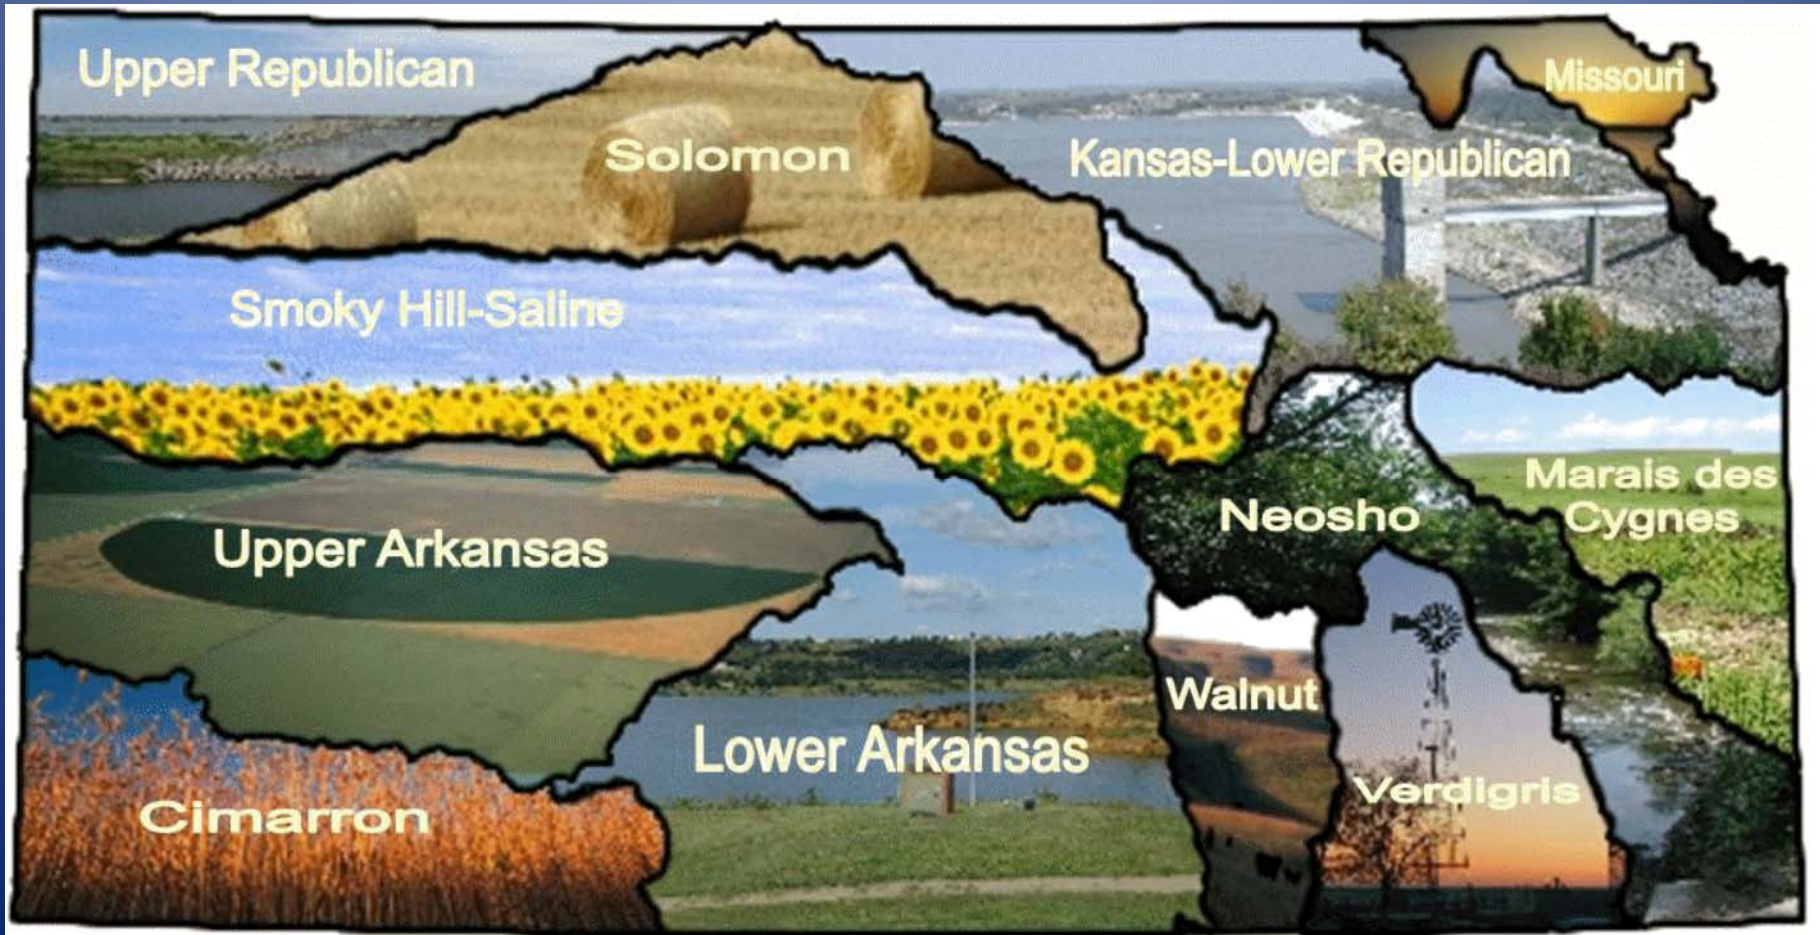 Upper Republican
Missouri
Solomon
Kansas-Lower Republican
Smoky Hill-Saline
Marais des
Cygnes
Neosho
Upper Arkansas
Walnut
Lower Arkansas
Verdigris
Cimarron